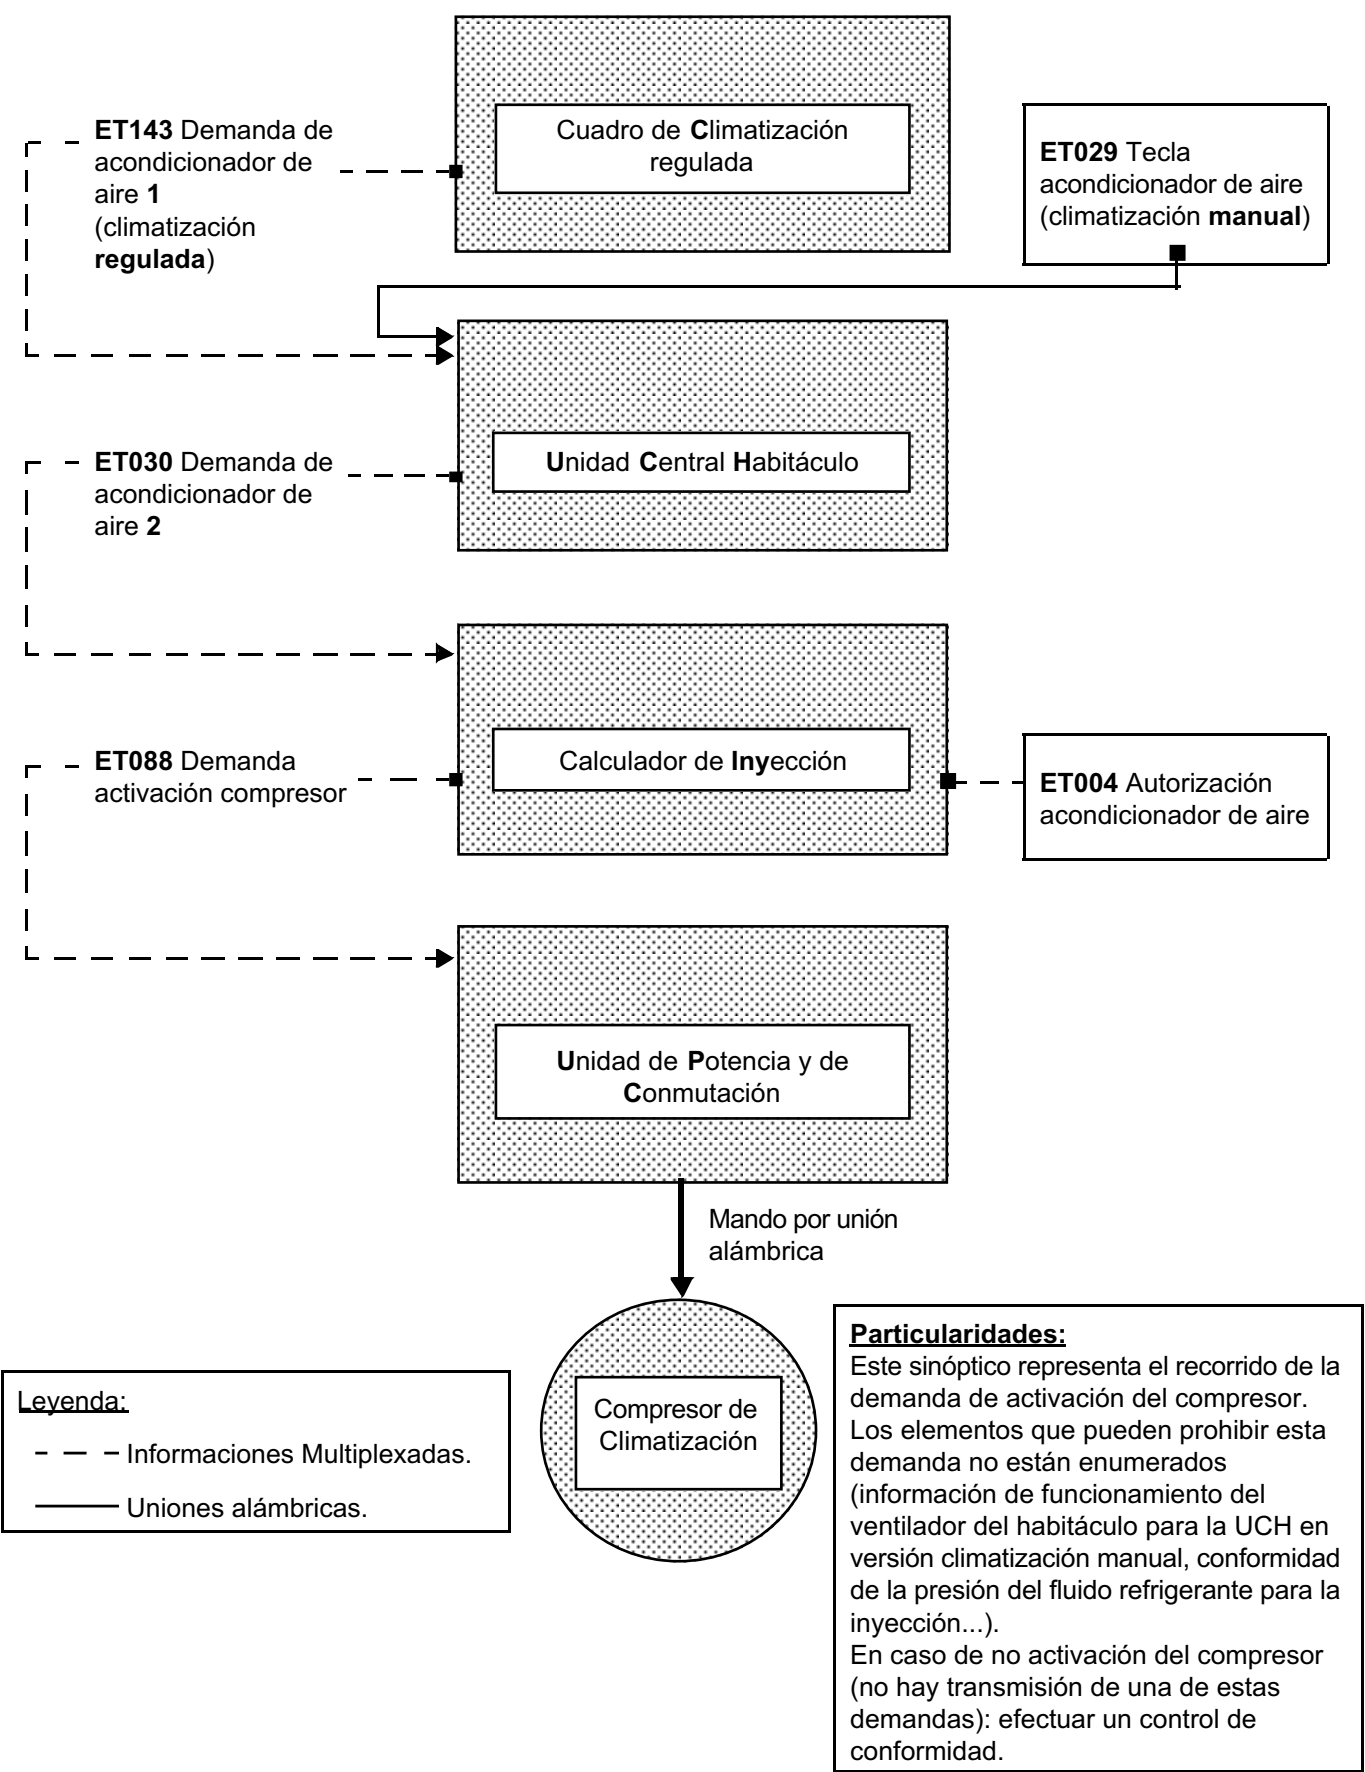 ET143 Demanda de
acondicionador de
aire 1
(climatización
regulada)
Cuadro de Climatización
regulada
ET029 Tecla
acondicionador de aire
(climatización manual)
ET030 Demanda de
acondicionador de
aire 2
Unidad Central Habitáculo
ET088 Demanda
activación compresor
Calculador de Inyección
ET004 Autorización
acondicionador de aire
Unidad de Potencia y de
Conmutación
Mando por unión
alámbrica
Compresor de
Climatización
Leyenda:
Informaciones Multiplexadas.
Uniones alámbricas.
Particularidades:
Este sinóptico representa el recorrido de la
demanda de activación del compresor.
Los elementos que pueden prohibir esta
demanda no están enumerados
(información de funcionamiento del
ventilador del habitáculo para la UCH en
versión climatización manual, conformidad
de la presión del fluido refrigerante para la
inyección...).
En caso de no activación del compresor
(no hay transmisión de una de estas
demandas): efectuar un control de
conformidad.